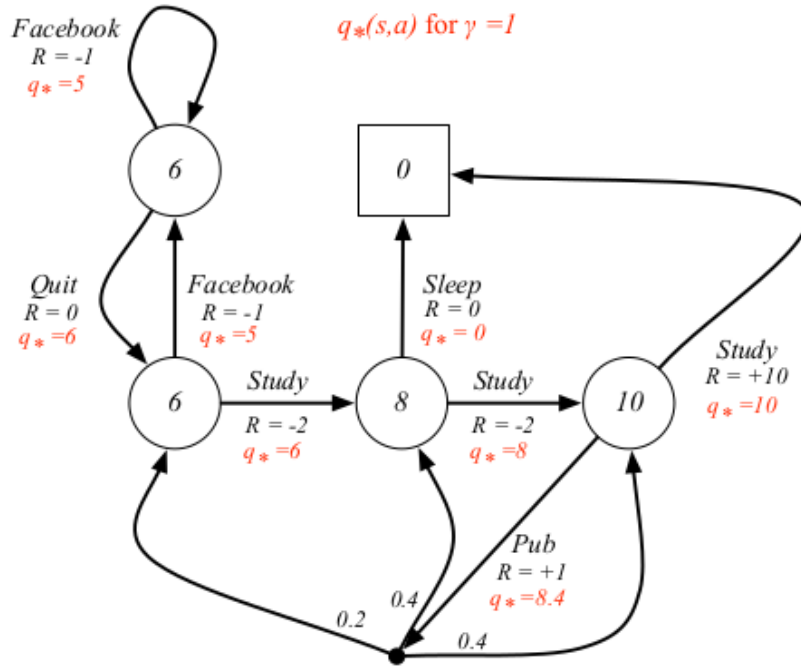 q*(s,a) for γ =1
Facebook
R = -1
q* =5
6
0
Quit
R = 0
q* =6
Facebook
R = -1
q* =5
Sleep
R = 0
q* = 0
Study
R = +10
q* =10
6
Study
R = -2
q* =6
8
Study
R = -2
q* =8
10
Pub
R = +1
q* =8.4
0.2
0.4
0.4